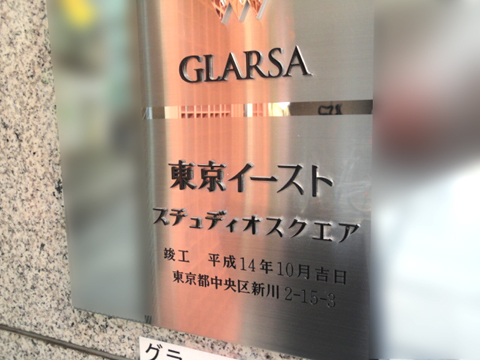 GLARSA
東京イースト
スチュディオスクエア
竣工 平成14年10月吉日
東京都中央区新川2-15-3
グラ